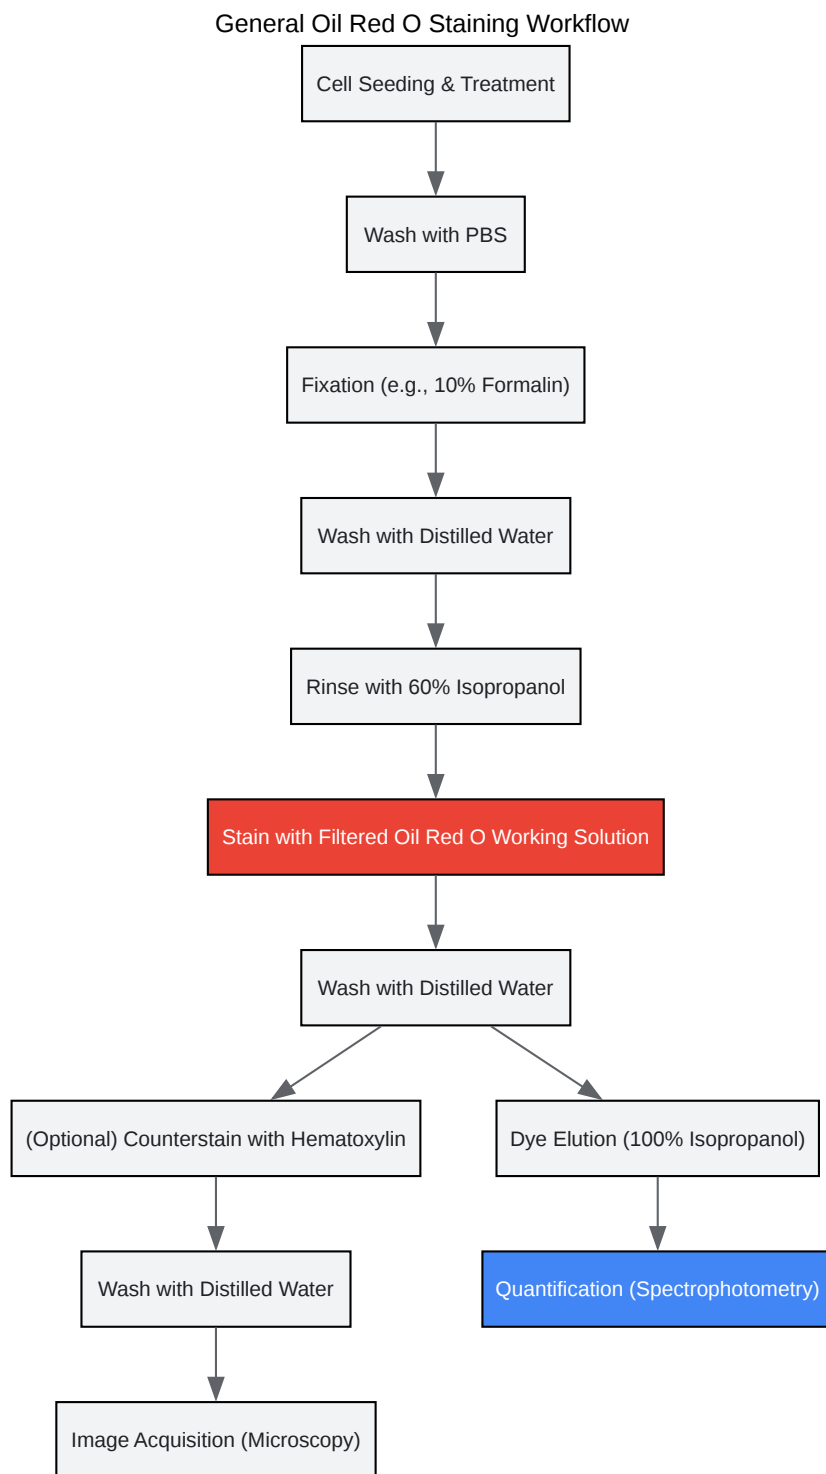 General Oil Red O Staining Workflow
Cell Seeding & Treatment
Wash with PBS
Fixation (e.g., 10% Formalin)
Wash with Distilled Water
Rinse with 60% Isopropanol
Stain with Filtered Oil Red O Working Solution
Wash with Distilled Water
(Optional) Counterstain with Hematoxylin
Dye Elution (100% Isopropanol)
Wash with Distilled Water
Quantification (Spectrophotometry)
Image Acquisition (Microscopy)